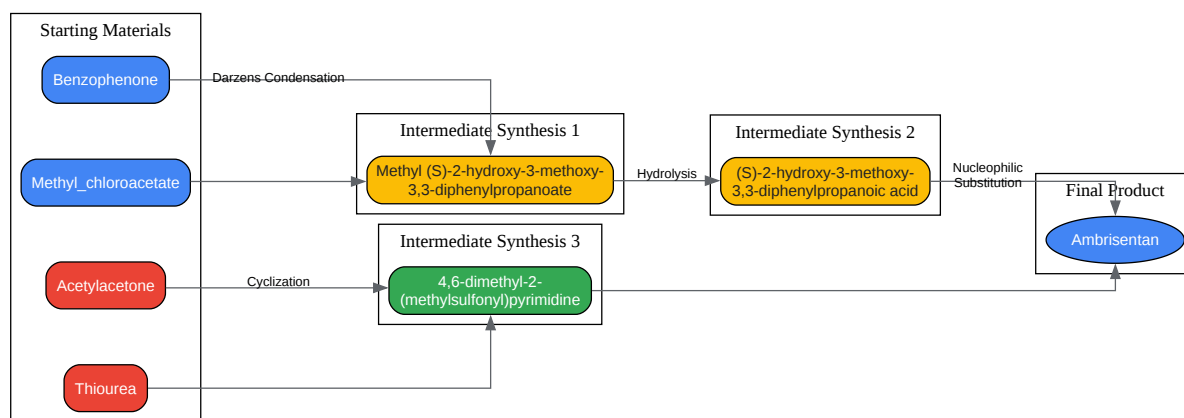 Starting Materials
Benzophenone
Darzens Condensation
Methyl_chloroacetate
Intermediate Synthesis 1
Methyl (S)-2-hydroxy-3-methoxy-
3,3-diphenylpropanoate
Hydrolysis
Intermediate Synthesis 2
(S)-2-hydroxy-3-methoxy-
3,3-diphenylpropanoic acid
Nucleophilic
Substitution
Final Product
Ambrisentan
Acetylacetone
Cyclization
Intermediate Synthesis 3
4,6-dimethyl-2-
(methylsulfonyl)pyrimidine
Thiourea